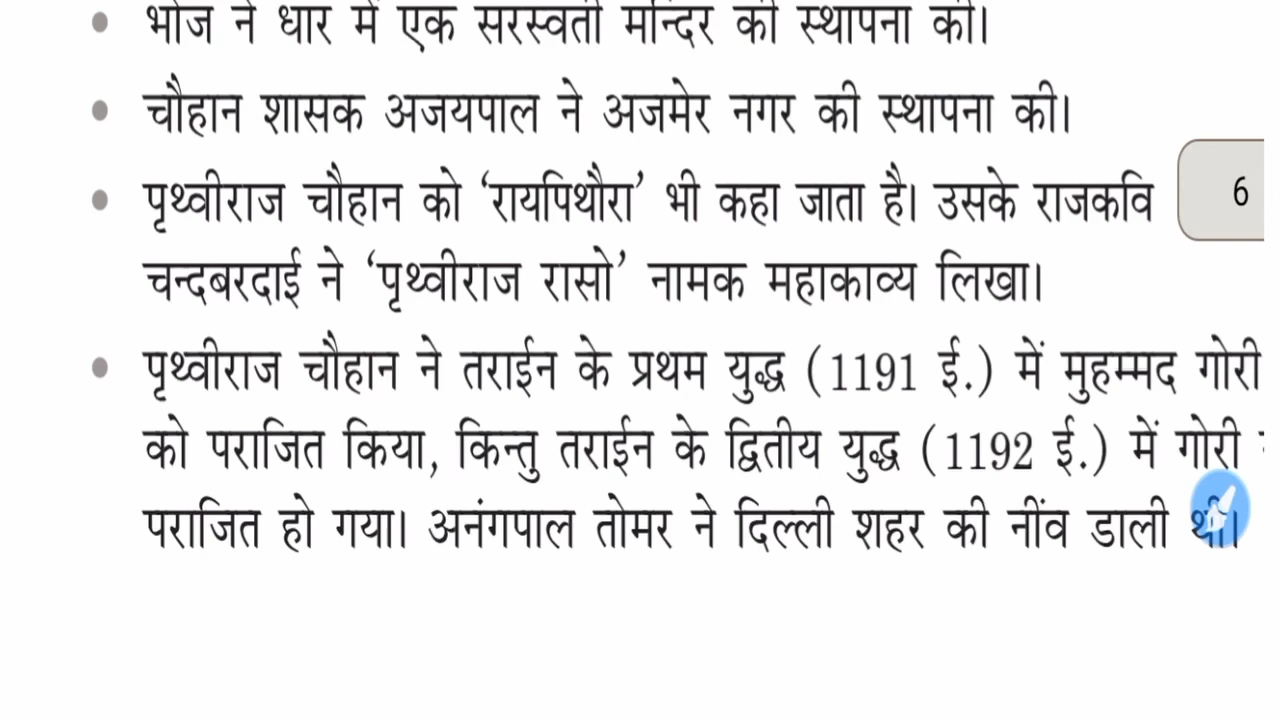 भोज ने धार में एक सरस्वती मन्दिर की स्थापना की।
चौहान शासक अजयपाल ने अजमेर नगर की स्थापना की।
पृथ्वीराज चौहान को ‘रायपिथौरा’ भी कहा जाता है। उसके राजकवि
6
चन्दबरदाई ने ‘पृथ्वीराज रासो’ नामक महाकाव्य लिखा।
पृथ्वीराज चौहान ने तराईन के प्रथम युद्ध (1191 ई.) में मुहम्मद गोरी
को पराजित किया, किन्तु तराईन के द्वितीय युद्ध (1192 ई.) में गोरी
पराजित हो गया। अनंगपाल तोमर ने दिल्ली शहर की नींव डाली थी।